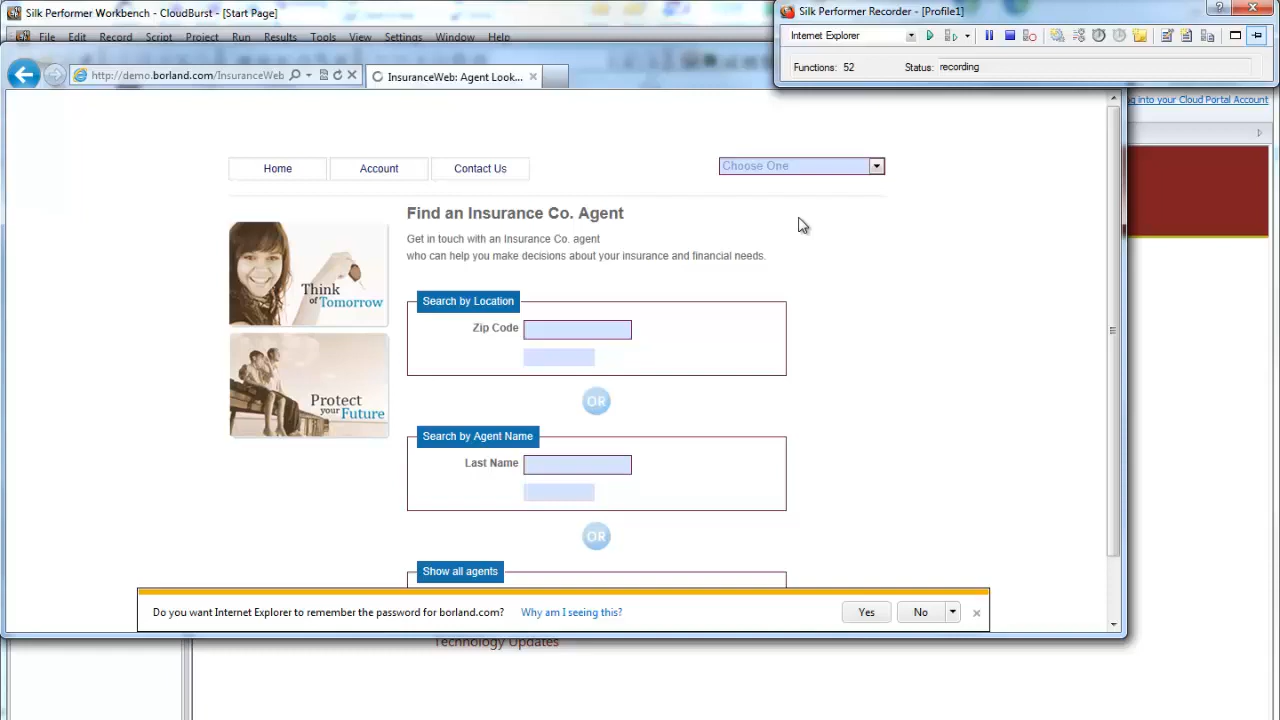 Silk Performer Workbench - CloudBurst - [Start Page]
File Edit Record Script Project Run Results Tools View Settings Window Help
Silk Performer Recorder - [Profile1]
Internet Explorer
Functions: 52 Status: recording
http://demo.borland.com/InsuranceWeb
InsuranceWeb: Agent Look...
g into your Cloud Portal Account
Home Account Contact Us
Choose One
Find an Insurance Co. Agent
Get in touch with an Insurance Co. agent
who can help you make decisions about your insurance and financial needs.
Think
of Tomorrow
Protect
your Future
Search by Location
Zip Code
OR
Search by Agent Name
Last Name
OR
Show all agents
Do you want Internet Explorer to remember the password for borland.com? Why am I seeing this?
Yes No
Technology Updates